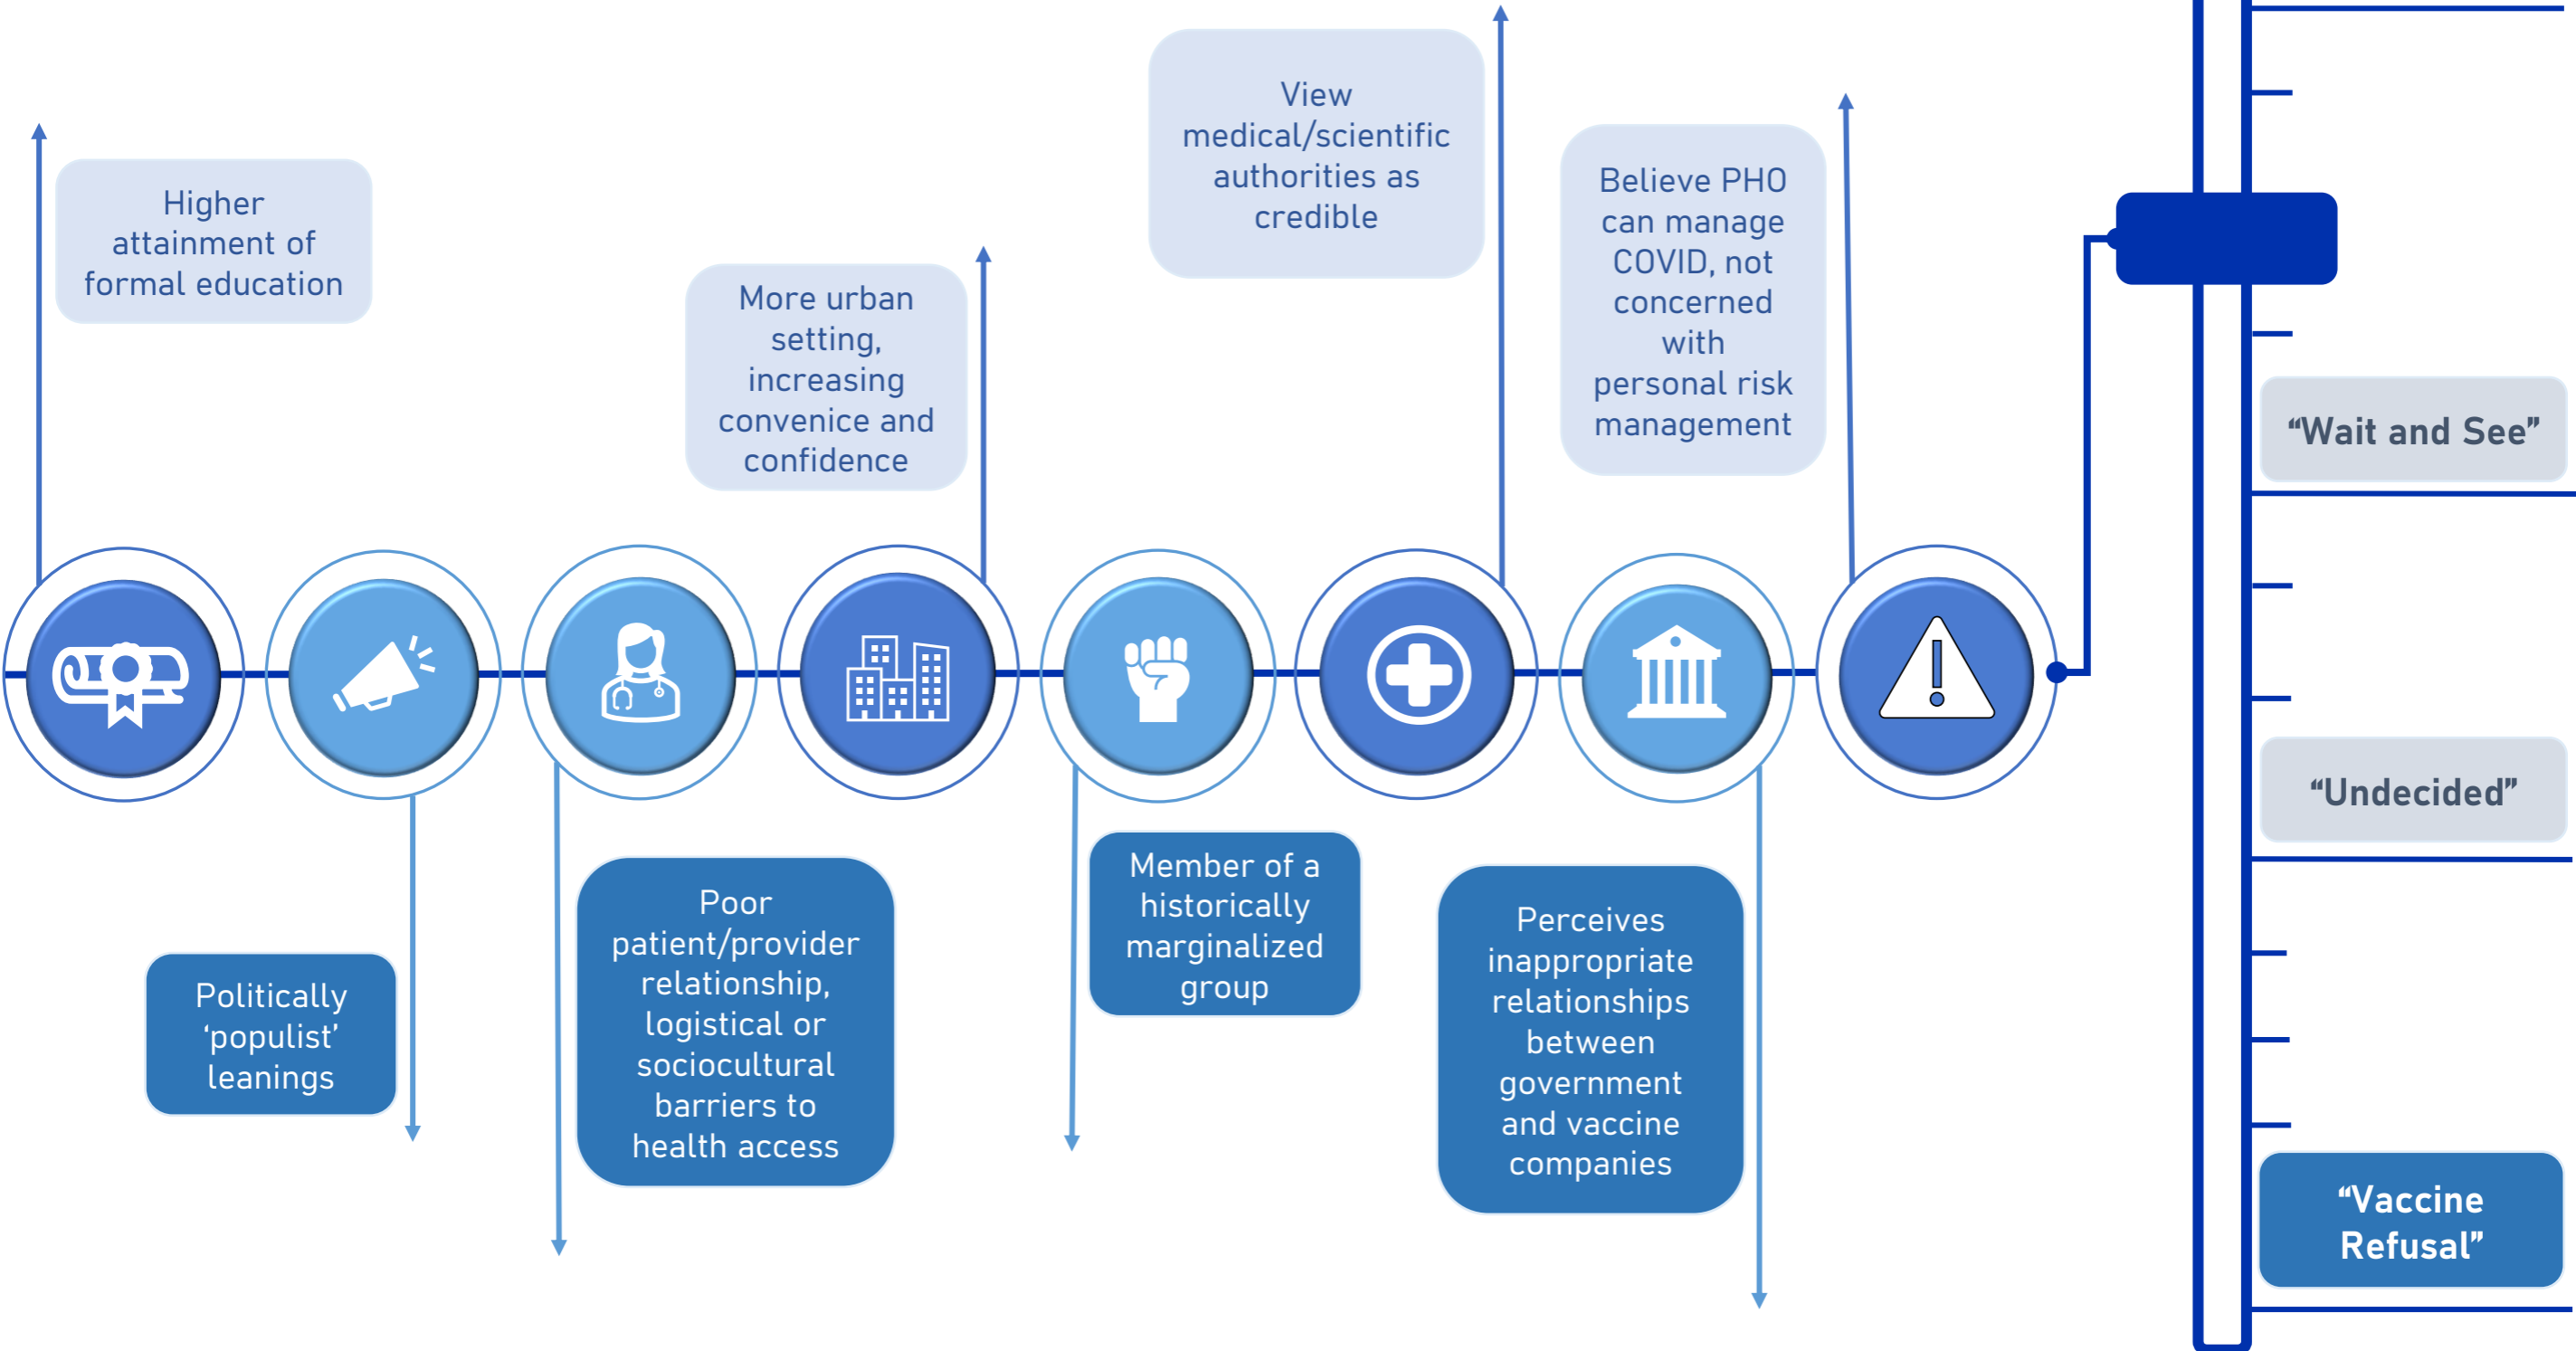 Higher
attainment of
formal education
Politically
‘populist’
leanings
Poor
patient/provider
relationship,
logistical or
sociocultural
barriers to
health access
More urban
setting,
increasing
convenice and
confidence
Member of a
historically
marginalized
group
View
medical/scientific
authorities as
credible
Perceives
inappropriate
relationships
between
government
and vaccine
companies
Believe PHO
can manage
COVID, not
concerned
with
personal risk
management
“Wait and See”
“Undecided”
“Vaccine
Refusal”